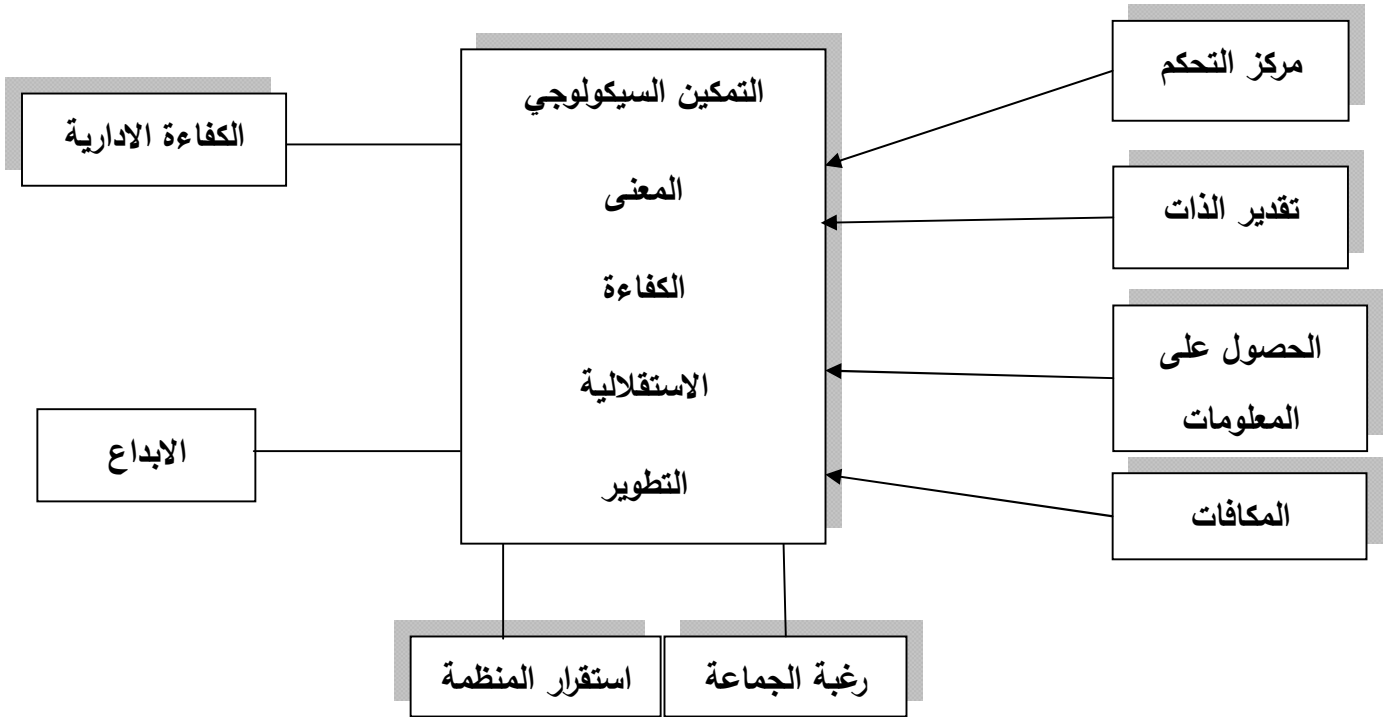 مركز التحكم
التمكين السيكولوجي
الكفاءة الادارية
المعنى
تقدير الذات
الكفاءة
الحصول على
المعلومات
الاستقلالية
الابداع
التطوير
المكافات
رغبة الجماعة
استقرار المنظمة